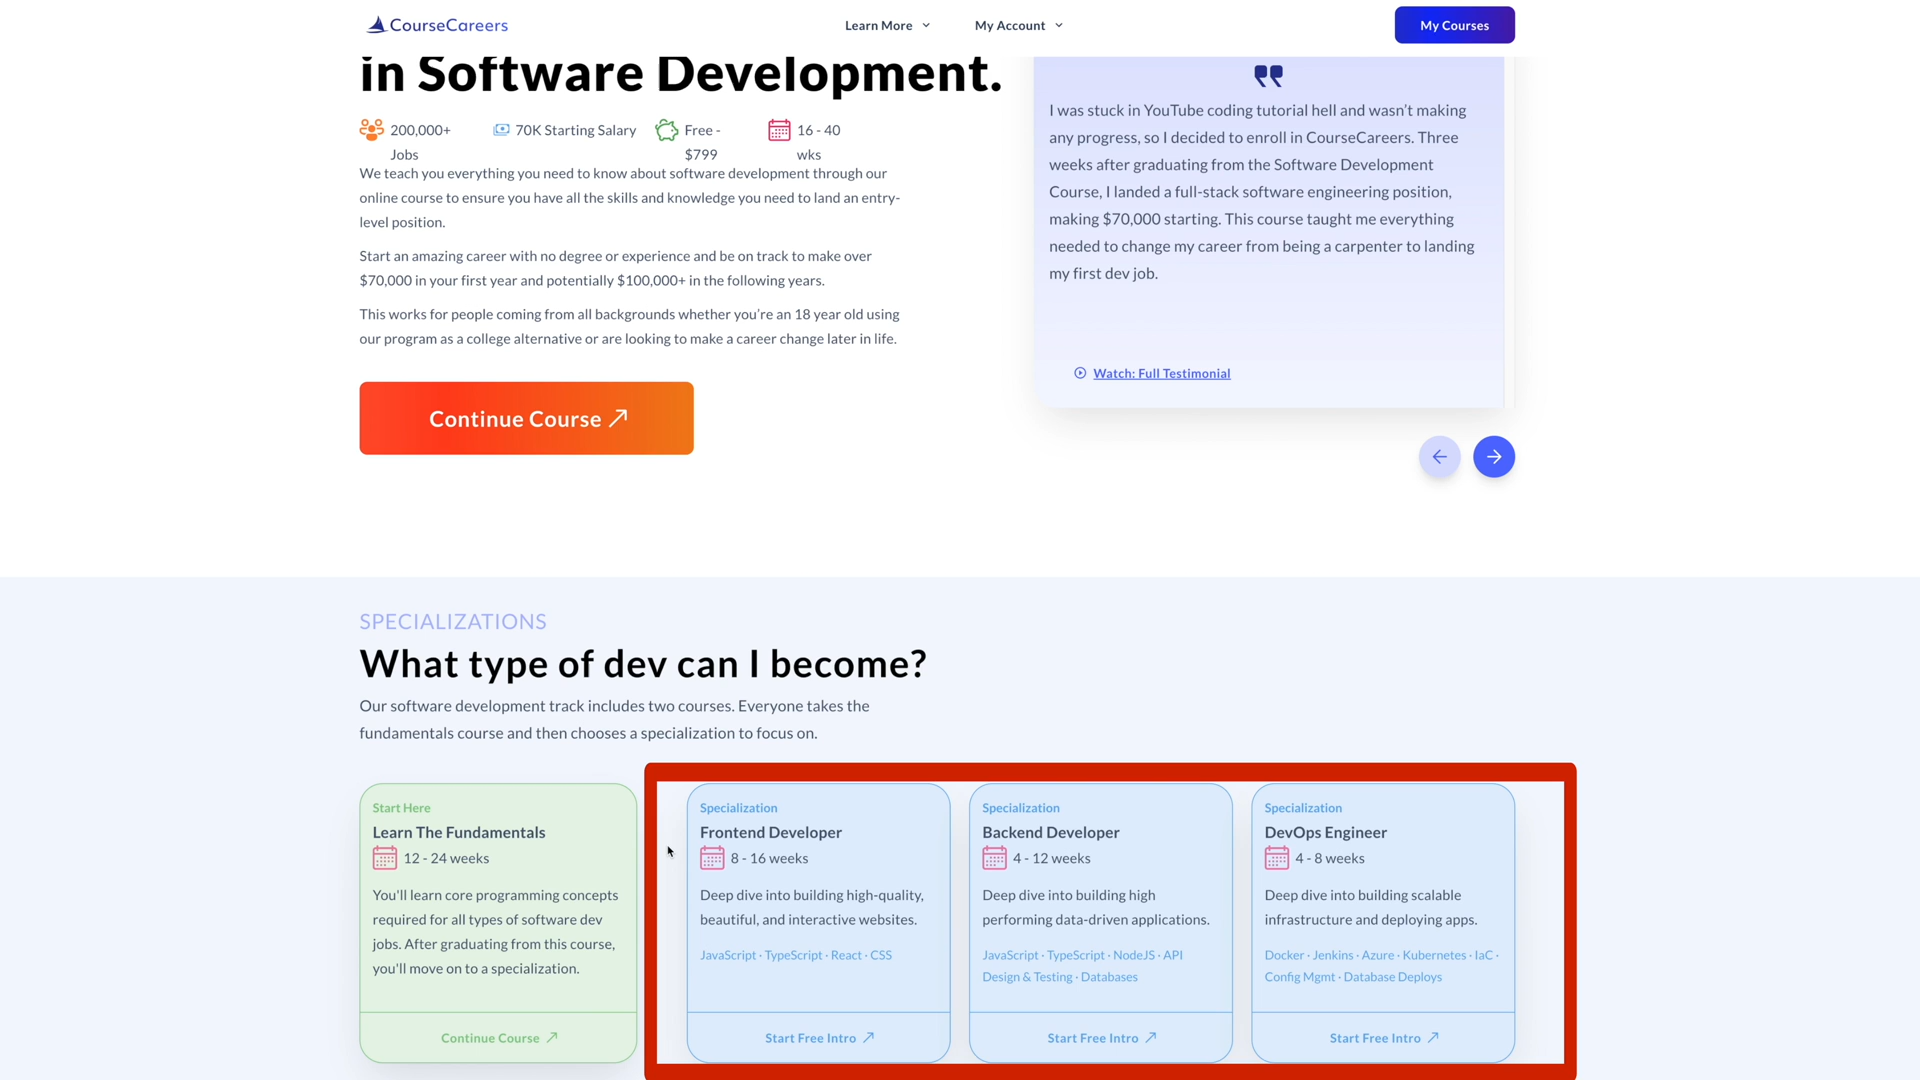 CourseCareers
Learn More
My Account
My Courses
in Software Development.
200,000+
Jobs
70K Starting Salary
Free -
$799
16 - 40
wks
We teach you everything you need to know about software development through our
online course to ensure you have all the skills and knowledge you need to land an entry-
level position.
Start an amazing career with no degree or experience and be on track to make over
$70,000 in your first year and potentially $100,000+ in the following years.
This works for people coming from all backgrounds whether you're an 18 year old using
our program as a college alternative or are looking to make a career change later in life.
Continue Course
I was stuck in YouTube coding tutorial hell and wasn't making
any progress, so I decided to enroll in CourseCareers. Three
weeks after graduating from the Software Development
Course, I landed a full-stack software engineering position,
making $70,000 starting. This course taught me everything
needed to change my career from being a carpenter to landing
my first dev job.
Watch: Full Testimonial
SPECIALIZATIONS
What type of dev can I become?
Our software development track includes two courses. Everyone takes the
fundamentals course and then chooses a specialization to focus on.
Start Here
Learn The Fundamentals
12 - 24 weeks
You'll learn core programming concepts
required for all types of software dev
jobs. After graduating from this course,
you'll move on to a specialization.
Continue Course
Specialization
Frontend Developer
8 - 16 weeks
Deep dive into building high-quality,
beautiful, and interactive websites.
JavaScript · TypeScript · React · CSS
Start Free Intro
Specialization
Backend Developer
4 - 12 weeks
Deep dive into building high
performing data-driven applications.
JavaScript · TypeScript · NodeJS · API
Design & Testing · Databases
Start Free Intro
Specialization
DevOps Engineer
4 - 8 weeks
Deep dive into building scalable
infrastructure and deploying apps.
Docker · Jenkins · Azure · Kubernetes · IaC ·
Config Mgmt · Database Deploys
Start Free Intro